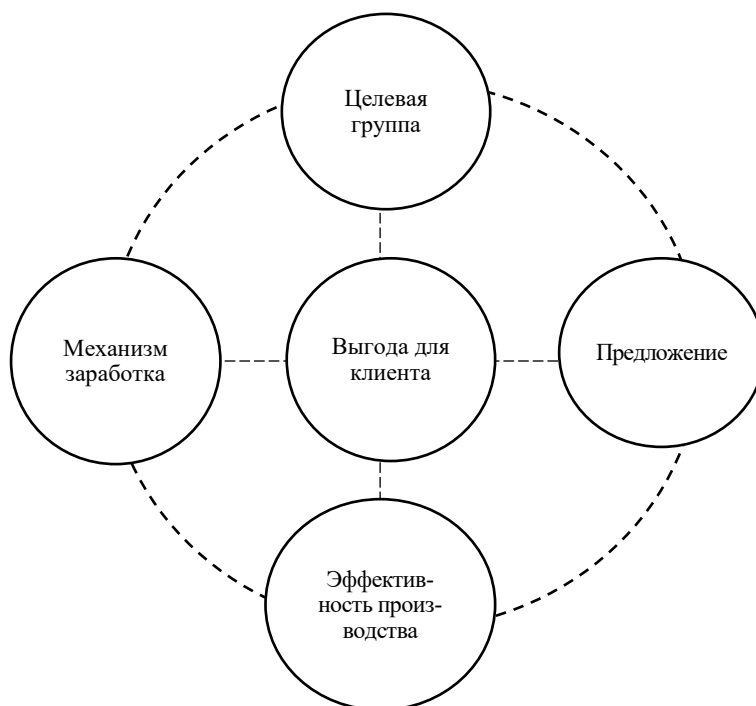 Целевая
группа
Механизм
заработка
Выгода для
клиента
Предложение
Эффектив-
ность произ-
водства